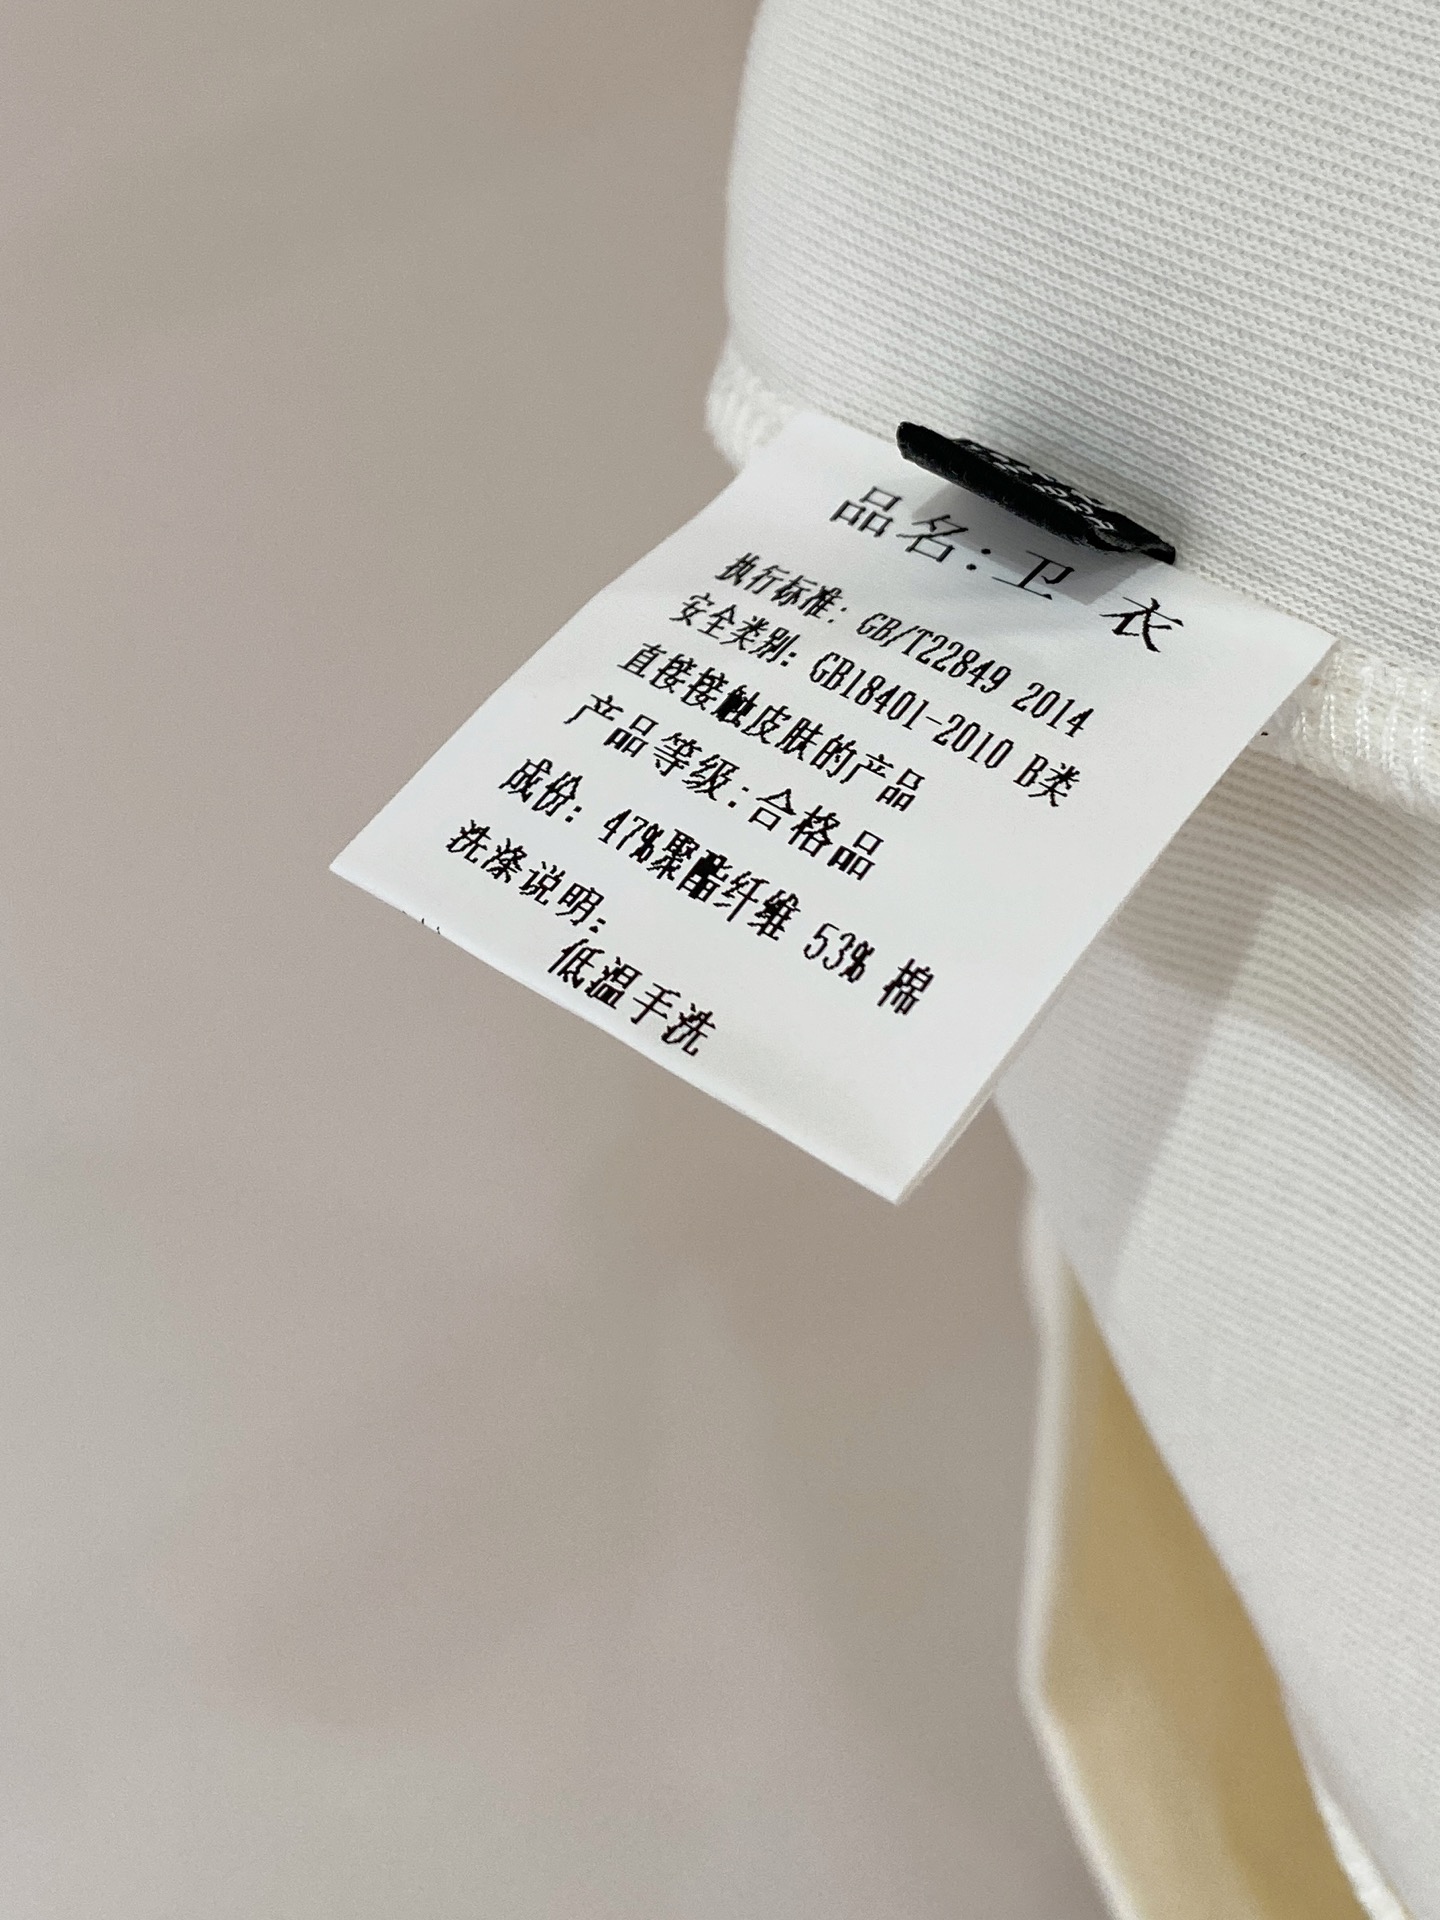 品名:卫 衣
执行标准: GB/T22849 2014
安全类别: GB18401-2010 B类
直接接触皮肤的产品
产品等级:合格品
成份: 47%聚酯纤维 53% 棉
洗涤说明:
低温手洗